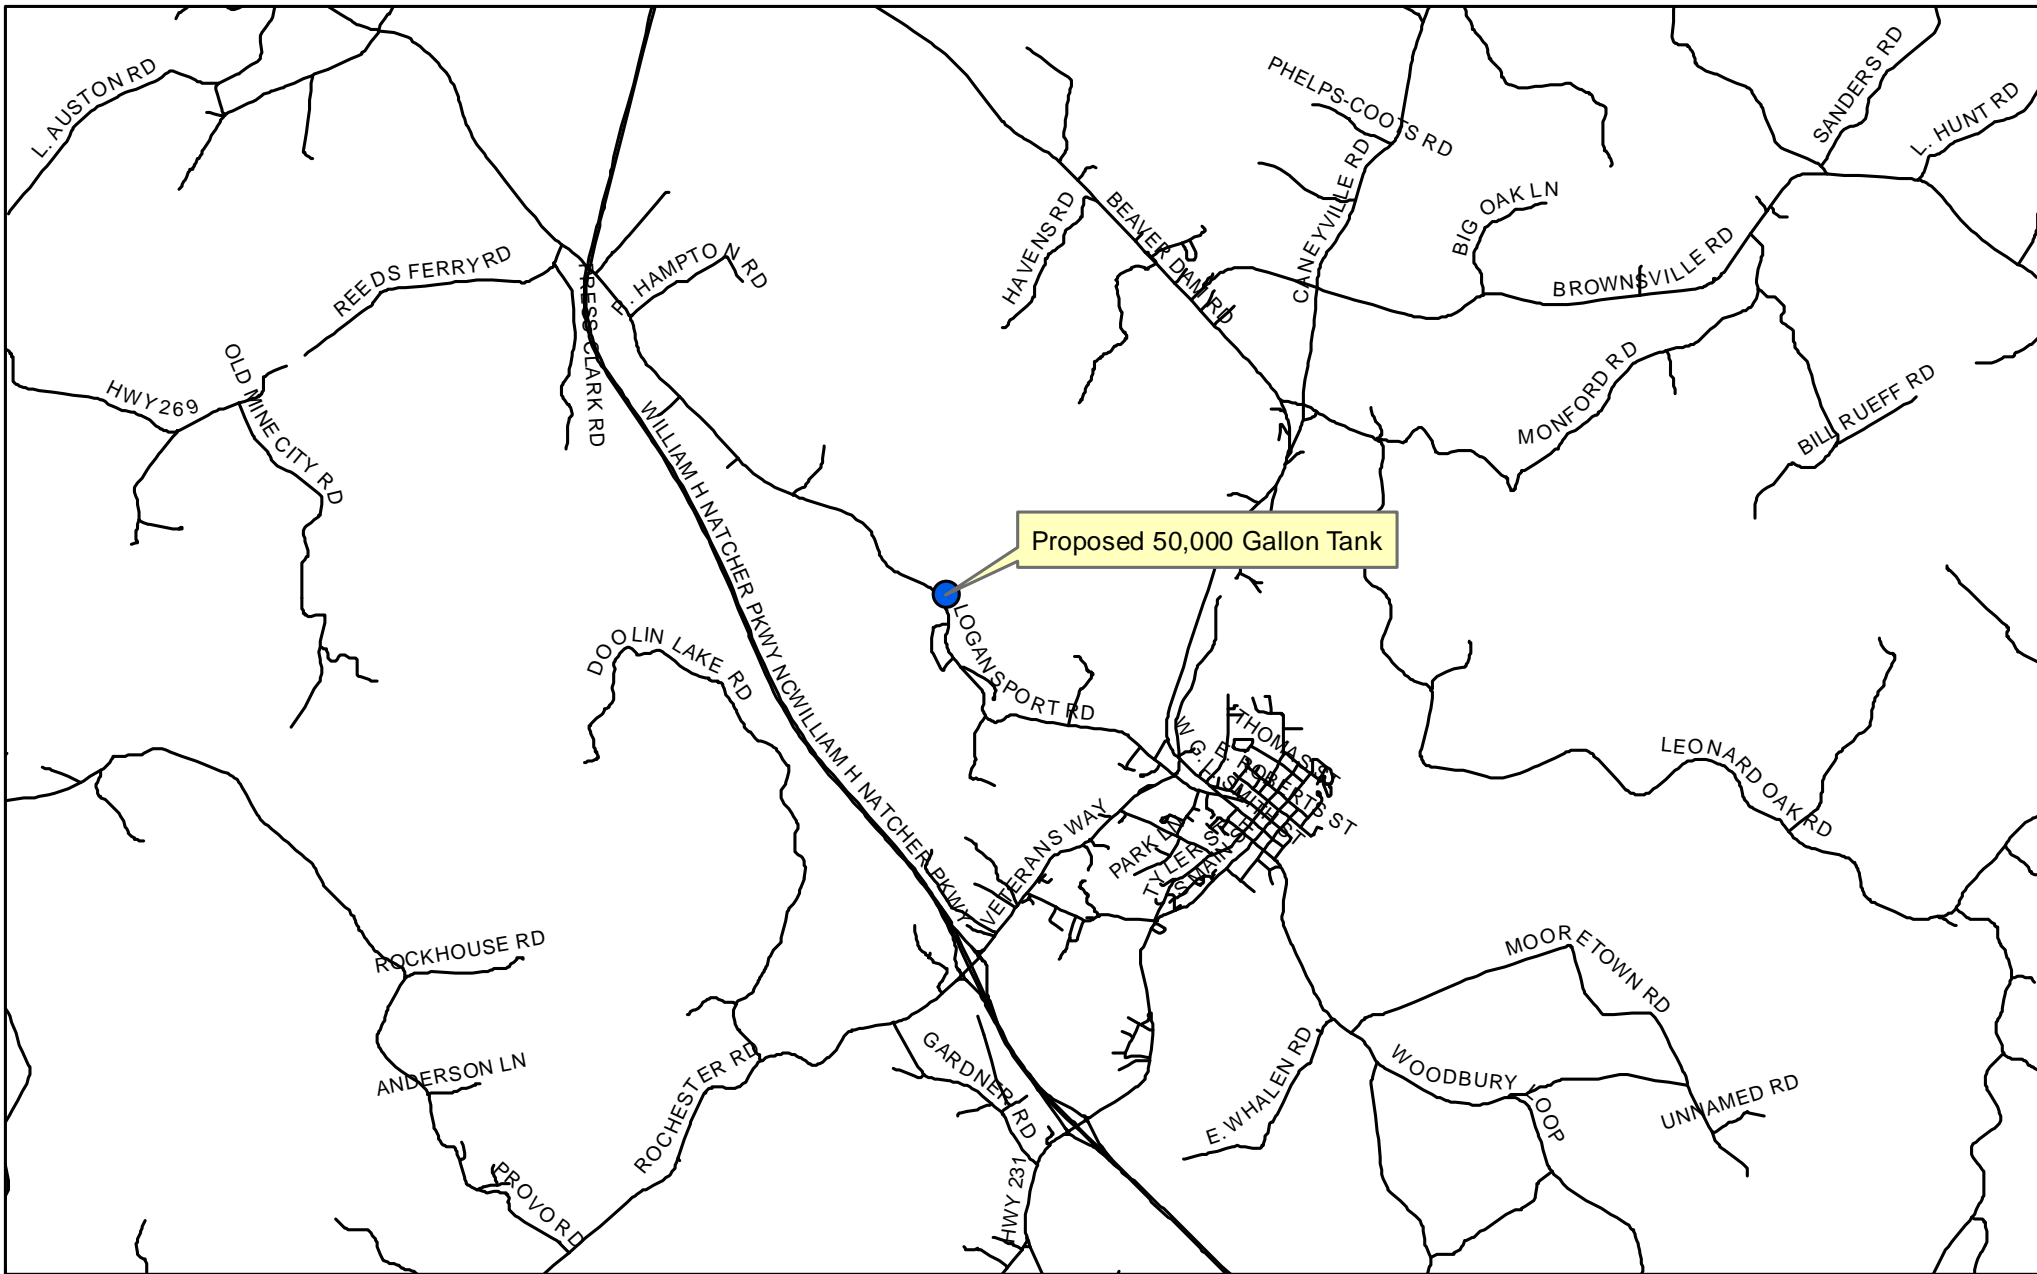 L. AUSTON RD
PHELPS-COOTS RD
SANDERS RD
L. HUNT RD
CANEYVILLE RD
BIG OAK LN
HAVENS RD
BEAVER DAM RD
BROWNSVILLE RD
REEDS FERRY RD
P. HAMPTON RD
TRESS CLARK RD
OLD MINE CITY RD
HWY 269
MONFORD RD
BILL RUEFF RD
WILLIAM H NATCHER PKWY NC
Proposed 50,000 Gallon Tank
LOGANSPORT RD
DOOLIN LAKE RD
WILLIAM H NATCHER PKWY
W G. H. SMITH ST
THOMAS ST
E. ROBERTS ST
LEONARD OAK RD
VETERANS WAY
PARK LN
TYLER ST
S MAIN ST
ROCKHOUSE RD
MOORETOWN RD
GARDNER RD
ANDERSON LN
ROCHESTER RD
E. WHALEN RD
WOODBURY LOOP
UNNAMED RD
PROVO RD
HWY 231